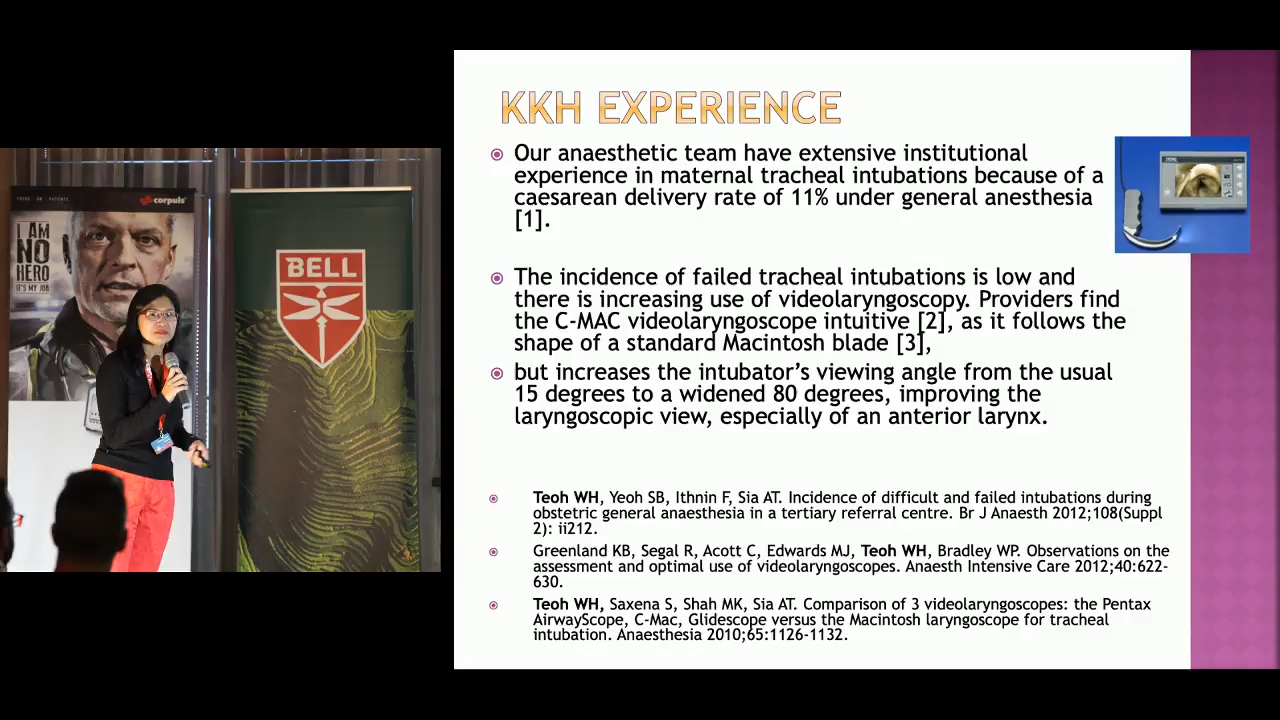 FOCUS ON PATIENTS
corpuls
I AM
NO
HERO
IT'S MY JOB
BELL
KKH EXPERIENCE
Our anaesthetic team have extensive institutional
experience in maternal tracheal intubations because of a
caesarean delivery rate of 11% under general anesthesia
[1].
The incidence of failed tracheal intubations is low and
there is increasing use of videolaryngoscopy. Providers find
the C-MAC videolaryngoscope intuitive [2], as it follows the
shape of a standard Macintosh blade [3],
but increases the intubator’s viewing angle from the usual
15 degrees to a widened 80 degrees, improving the
laryngoscopic view, especially of an anterior larynx.
Teoh WH, Yeoh SB, Ithnin F, Sia AT. Incidence of difficult and failed intubations during
obstetric general anaesthesia in a tertiary referral centre. Br J Anaesth 2012;108(Suppl
2): ii212.
Greenland KB, Segal R, Acott C, Edwards MJ, Teoh WH, Bradley WP. Observations on the
assessment and optimal use of videolaryngoscopes. Anaesth Intensive Care 2012;40:622-
630.
Teoh WH, Saxena S, Shah MK, Sia AT. Comparison of 3 videolaryngoscopes: the Pentax
AirwayScope, C-Mac, Glidescope versus the Macintosh laryngoscope for tracheal
intubation. Anaesthesia 2010;65:1126-1132.